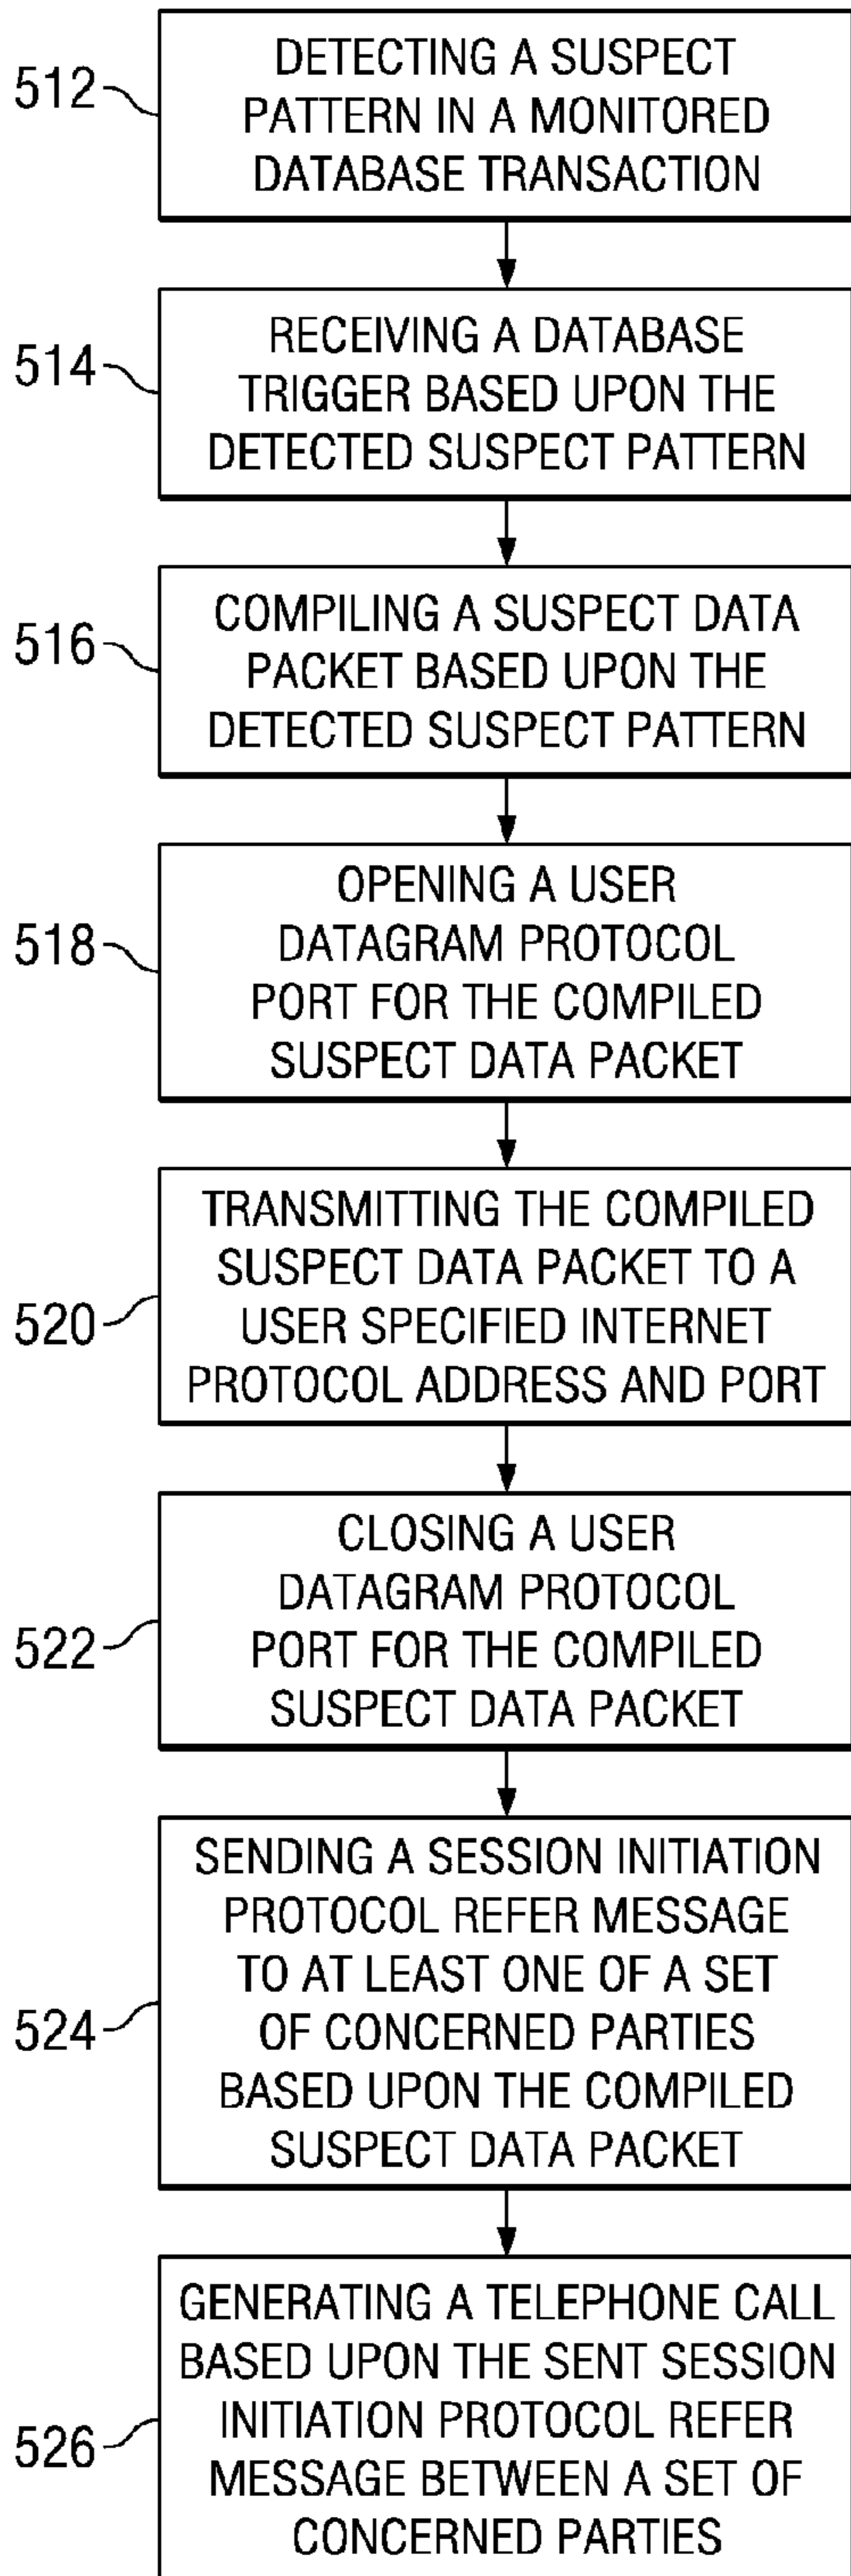 512
DETECTING A SUSPECT
PATTERN IN A MONITORED
DATABASE TRANSACTION
514
RECEIVING A DATABASE
TRIGGER BASED UPON THE
DETECTED SUSPECT PATTERN
516
COMPILING A SUSPECT DATA
PACKET BASED UPON THE
DETECTED SUSPECT PATTERN
518
OPENING A USER
DATAGRAM PROTOCOL
PORT FOR THE COMPILED
SUSPECT DATA PACKET
520
TRANSMITTING THE COMPILED
SUSPECT DATA PACKET TO A
USER SPECIFIED INTERNET
PROTOCOL ADDRESS AND PORT
522
CLOSING A USER
DATAGRAM PROTOCOL
PORT FOR THE COMPILED
SUSPECT DATA PACKET
524
SENDING A SESSION INITIATION
PROTOCOL REFER MESSAGE
TO AT LEAST ONE OF A SET
OF CONCERNED PARTIES
BASED UPON THE COMPILED
SUSPECT DATA PACKET
526
GENERATING A TELEPHONE CALL
BASED UPON THE SENT SESSION
INITIATION PROTOCOL REFER
MESSAGE BETWEEN A SET OF
CONCERNED PARTIES